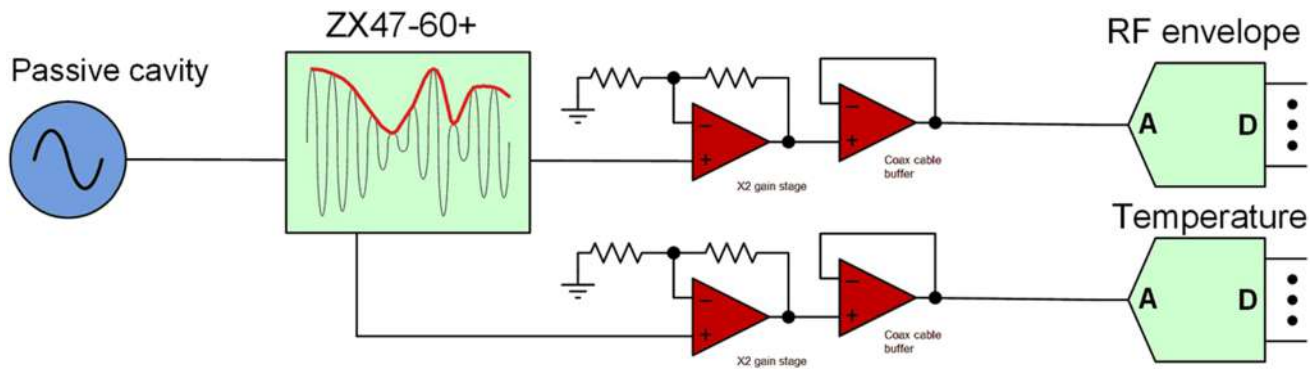 ZX47-60+
RF envelope
Passive cavity
A D
X2 gain stage
Coax cable
buffer
Temperature
A D
X2 gain stage
Coax cable
buffer